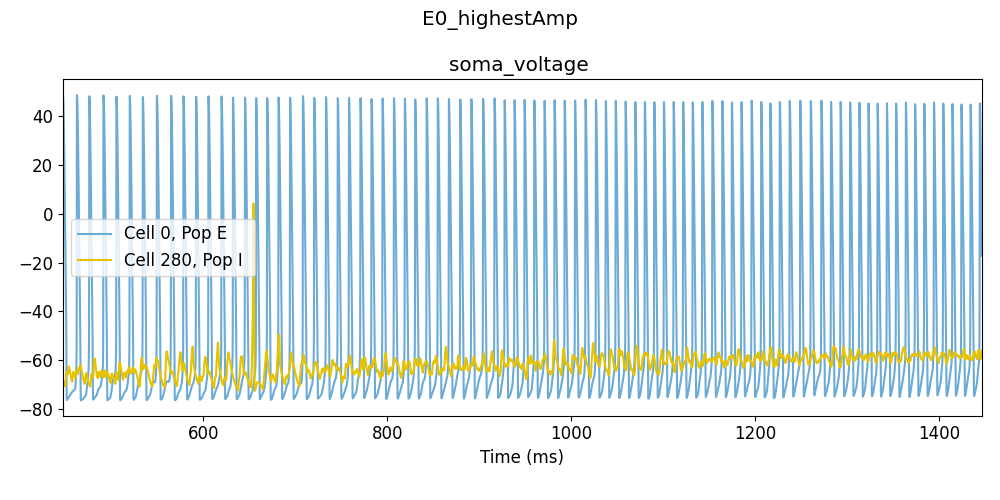 E0_highestAmp
soma_voltage
40
20
0
−20
−40
−60
−80
Cell 0, Pop E
Cell 280, Pop I
600 800 1000 1200 1400
Time (ms)